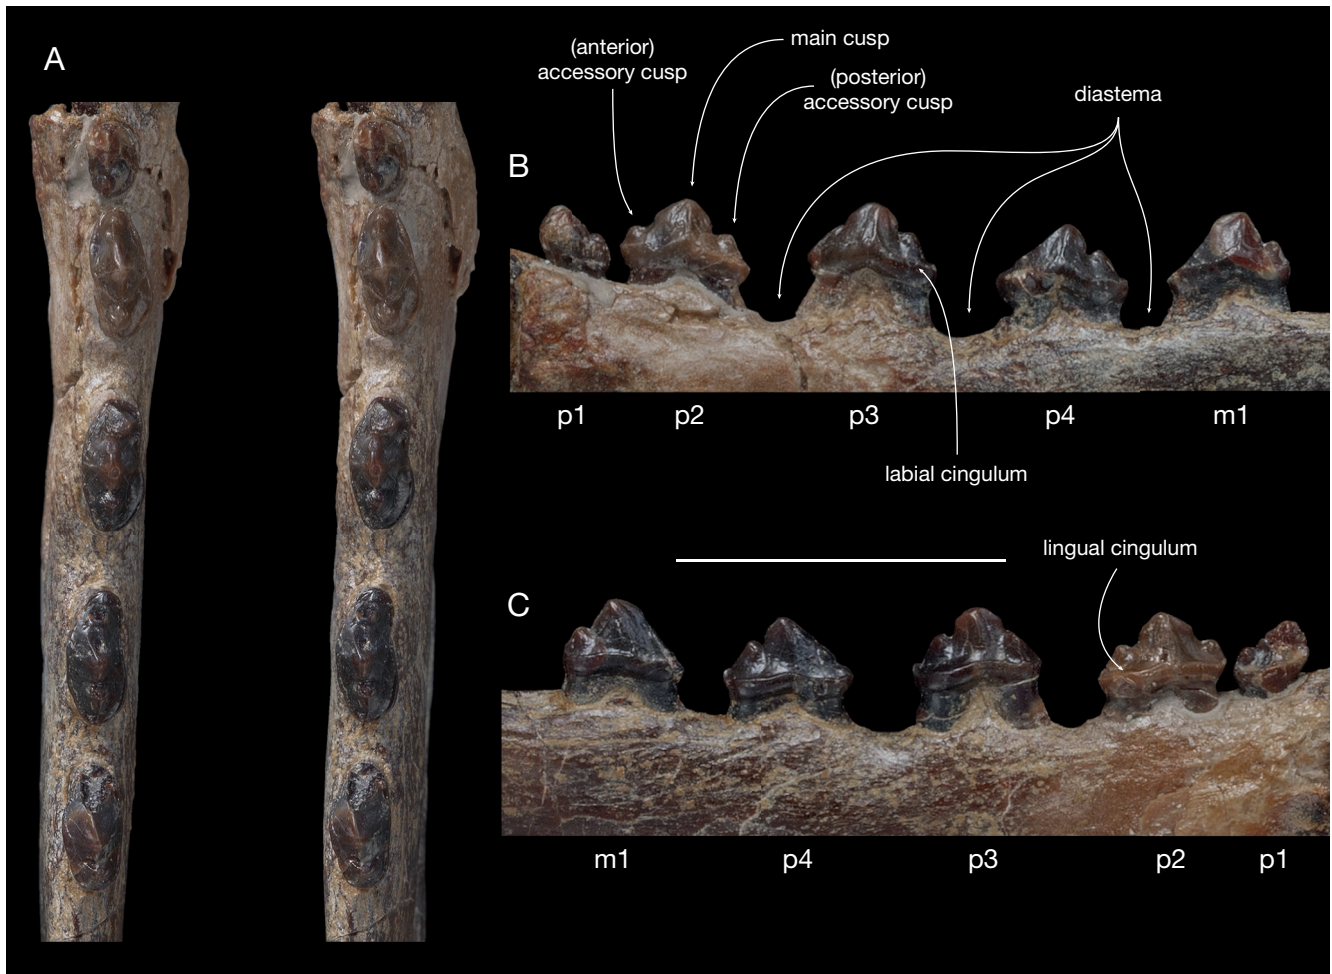 A
(anterior)
accessory cusp
main cusp
(posterior)
accessory cusp
diastema
B
p1 p2 p3 p4 m1
labial cingulum
lingual cingulum
C
m1 p4 p3 p2 p1